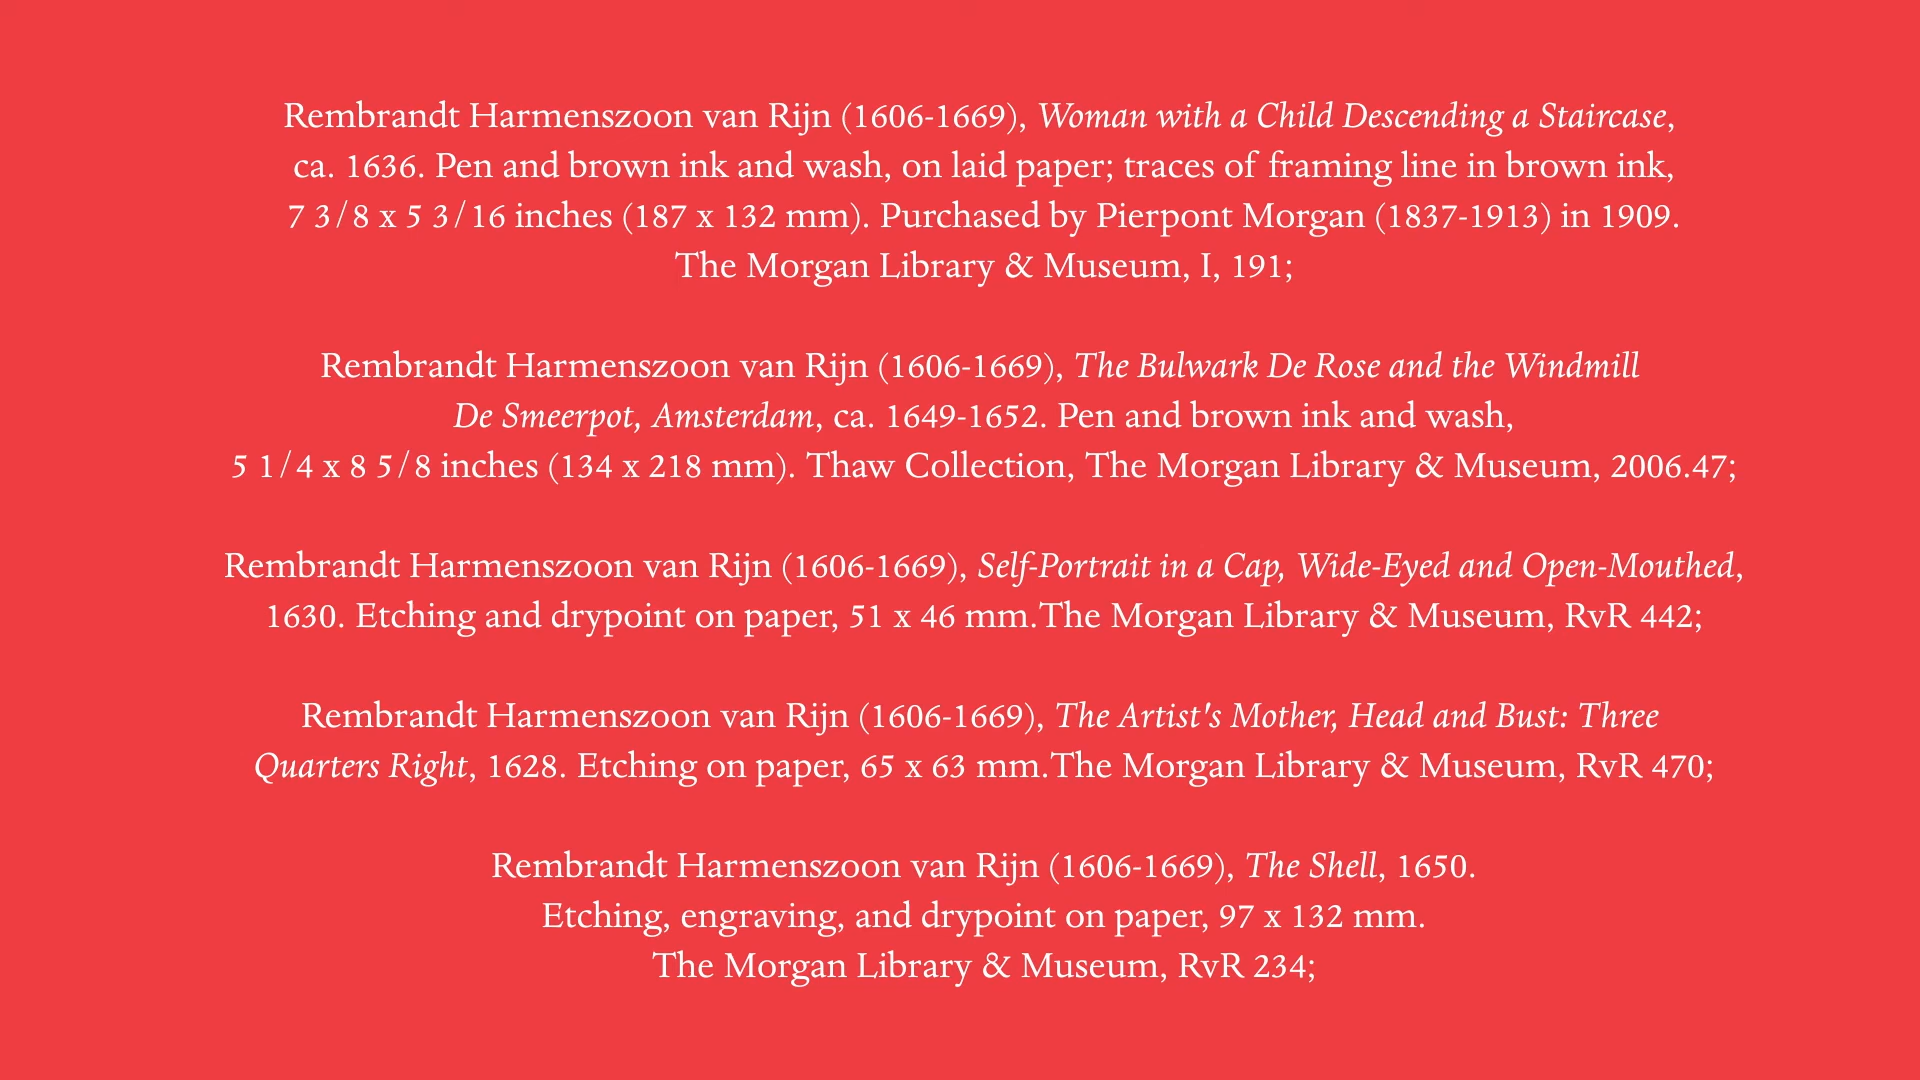 Rembrandt Harmenszoon van Rijn (1606-1669), Woman with a Child Descending a Staircase,
ca. 1636. Pen and brown ink and wash, on laid paper; traces of framing line in brown ink,
7 3/8 x 5 3/16 inches (187 x 132 mm). Purchased by Pierpont Morgan (1837-1913) in 1909.
The Morgan Library & Museum, I, 191;
Rembrandt Harmenszoon van Rijn (1606-1669), The Bulwark De Rose and the Windmill
De Smeerpot, Amsterdam, ca. 1649-1652. Pen and brown ink and wash,
5 1/4 x 8 5/8 inches (134 x 218 mm). Thaw Collection, The Morgan Library & Museum, 2006.47;
Rembrandt Harmenszoon van Rijn (1606-1669), Self-Portrait in a Cap, Wide-Eyed and Open-Mouthed,
1630. Etching and drypoint on paper, 51 x 46 mm.The Morgan Library & Museum, RvR 442;
Rembrandt Harmenszoon van Rijn (1606-1669), The Artist's Mother, Head and Bust: Three
Quarters Right, 1628. Etching on paper, 65 x 63 mm.The Morgan Library & Museum, RvR 470;
Rembrandt Harmenszoon van Rijn (1606-1669), The Shell, 1650.
Etching, engraving, and drypoint on paper, 97 x 132 mm.
The Morgan Library & Museum, RvR 234;